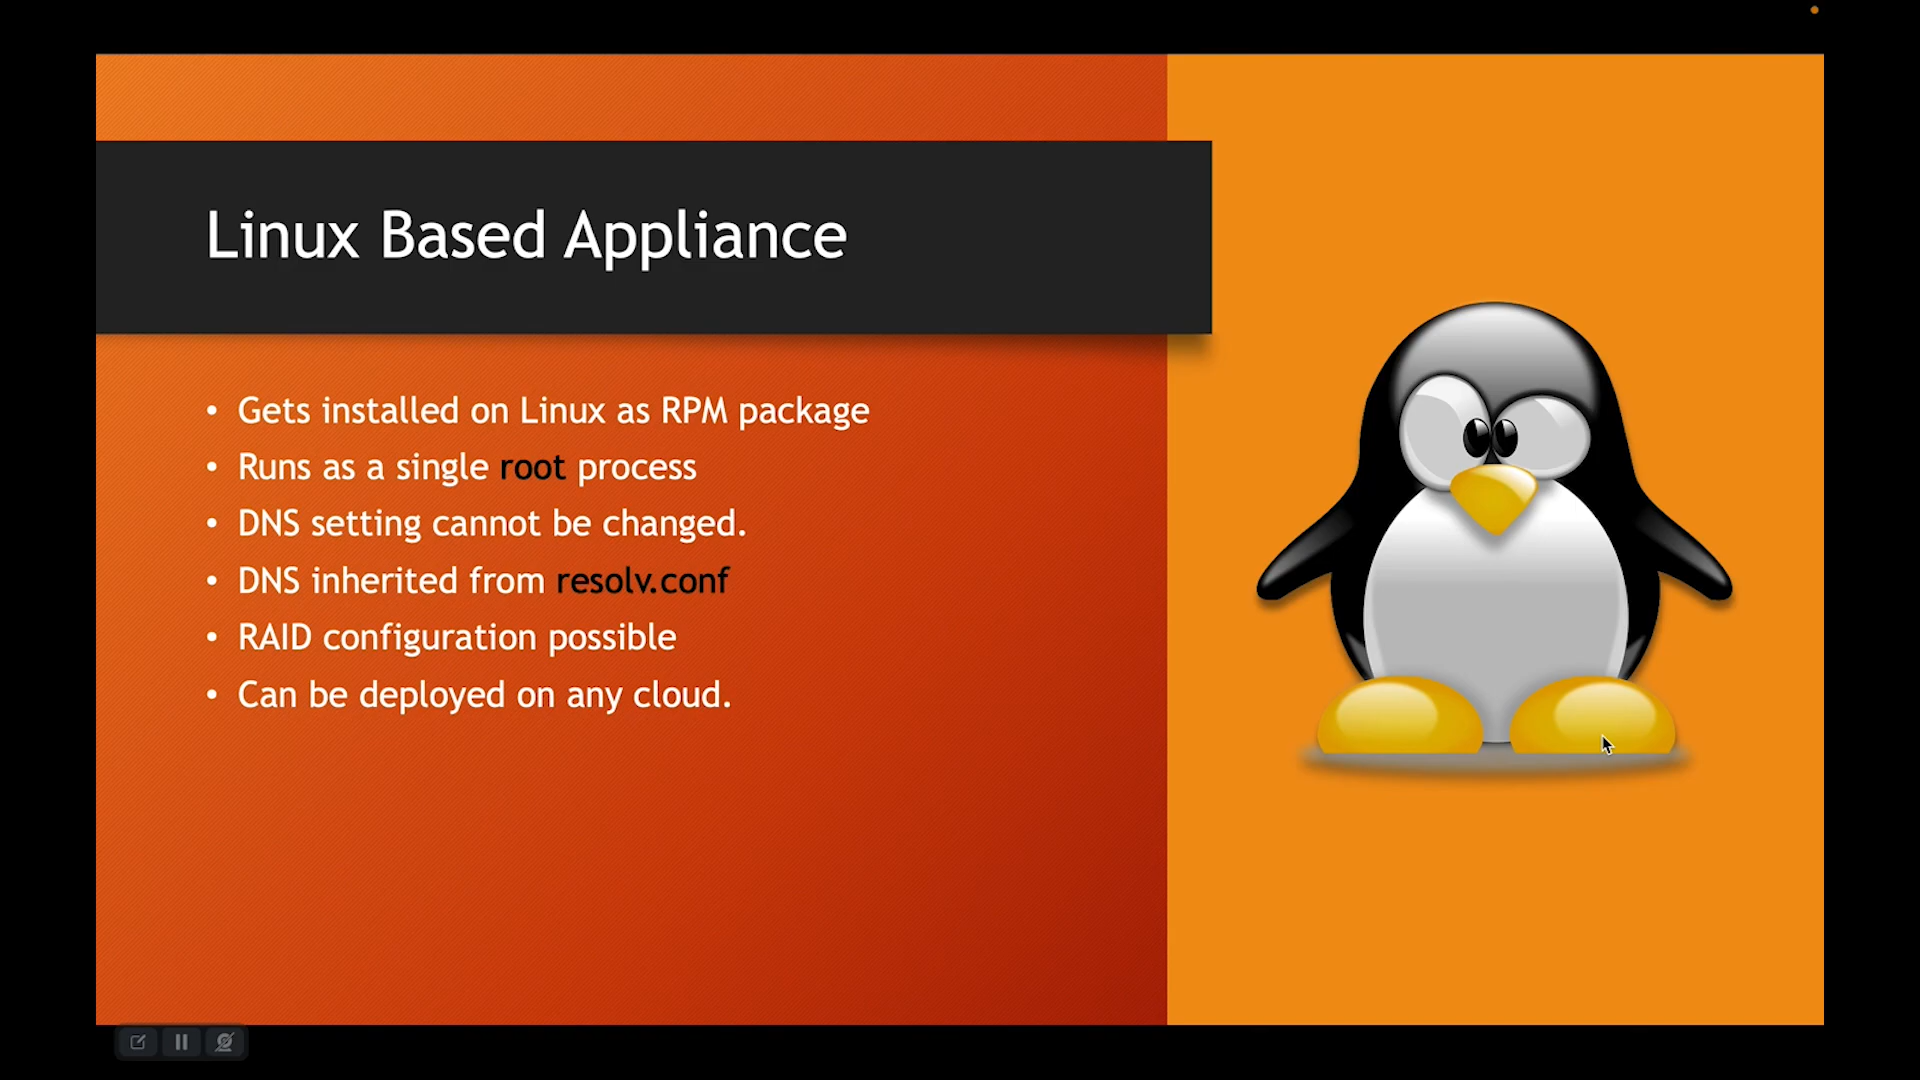 Linux Based Appliance
• Gets installed on Linux as RPM package
• Runs as a single root process
• DNS setting cannot be changed.
• DNS inherited from resolv.conf
• RAID configuration possible
• Can be deployed on any cloud.